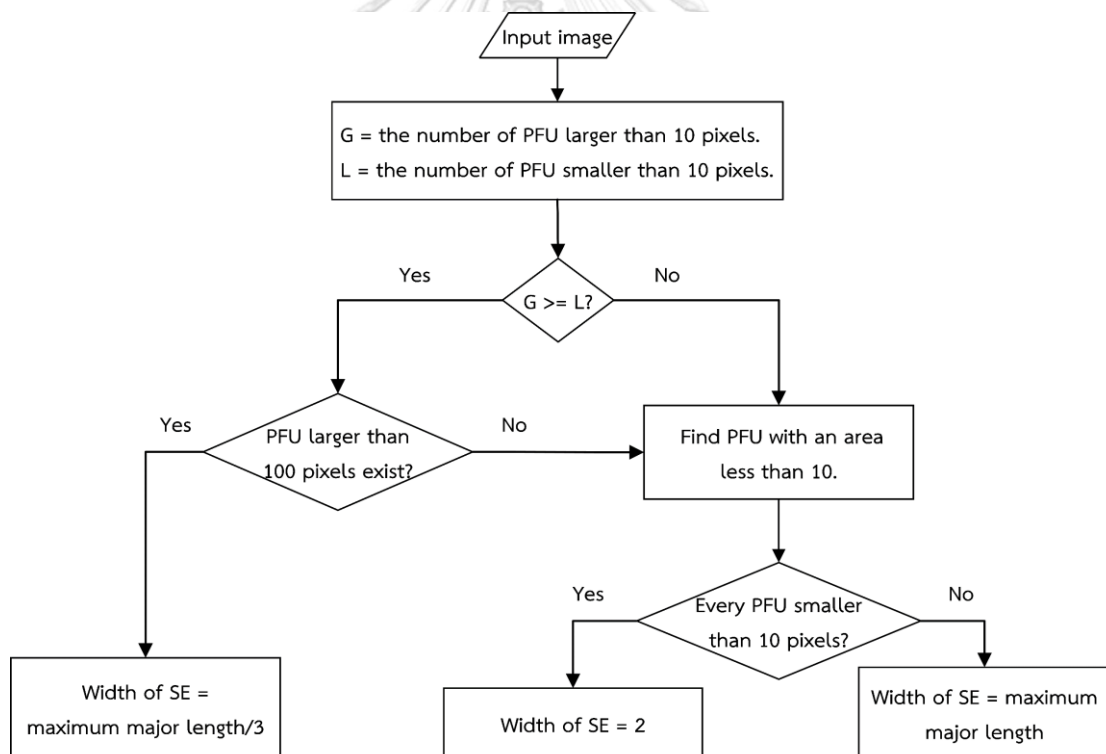 Input image
G = the number of PFU larger than 10 pixels.
L = the number of PFU smaller than 10 pixels.
Yes
No
G >= L?
Yes
PFU larger than
100 pixels exist?
No
Find PFU with an area
less than 10.
Yes
Every PFU smaller
than 10 pixels?
No
Width of SE =
maximum major length/3
Width of SE = 2
Width of SE = maximum
major length